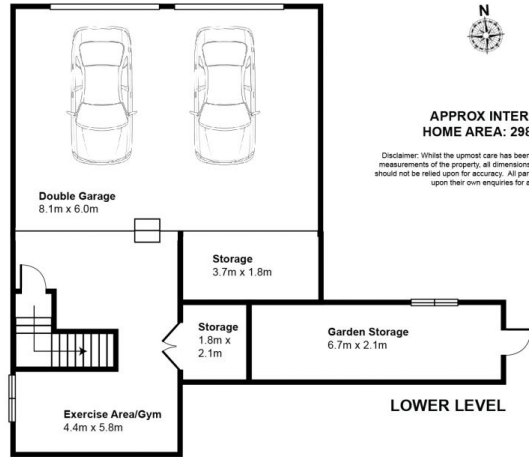 N
APPROX INTER
HOME AREA: 298
Disclaimer: Whilst the upmost care has been
measurements of the property, all dimensions
should not be relied upon for accuracy. All par
upon their own enquiries for a
Double Garage
8.1m x 6.0m
Storage
3.7m x 1.8m
Storage
1.8m x
2.1m
Garden Storage
6.7m x 2.1m
Exercise Area/Gym
4.4m x 5.8m
LOWER LEVEL